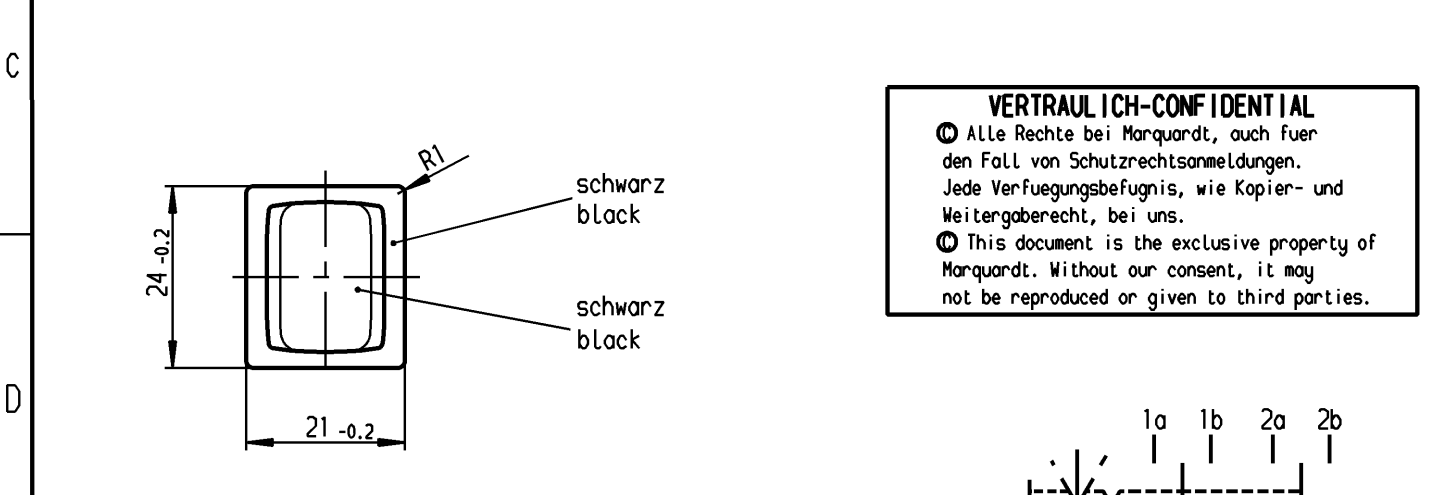 C
VERTRAULICH-CONFIDENTIAL
© Alle Rechte bei Marquardt, auch fuer
den Fall von Schutzrechtsanmeldungen.
Jede Verfuegungsbefugnis, wie Kopier- und
Weitergaberecht, bei uns.
© This document is the exclusive property of
Marquardt. Without our consent, it may
not be reproduced or given to third parties.
R1
schwarz
black
24 -0.2
schwarz
black
D
21 -0.2
1a 1b 2a 2b